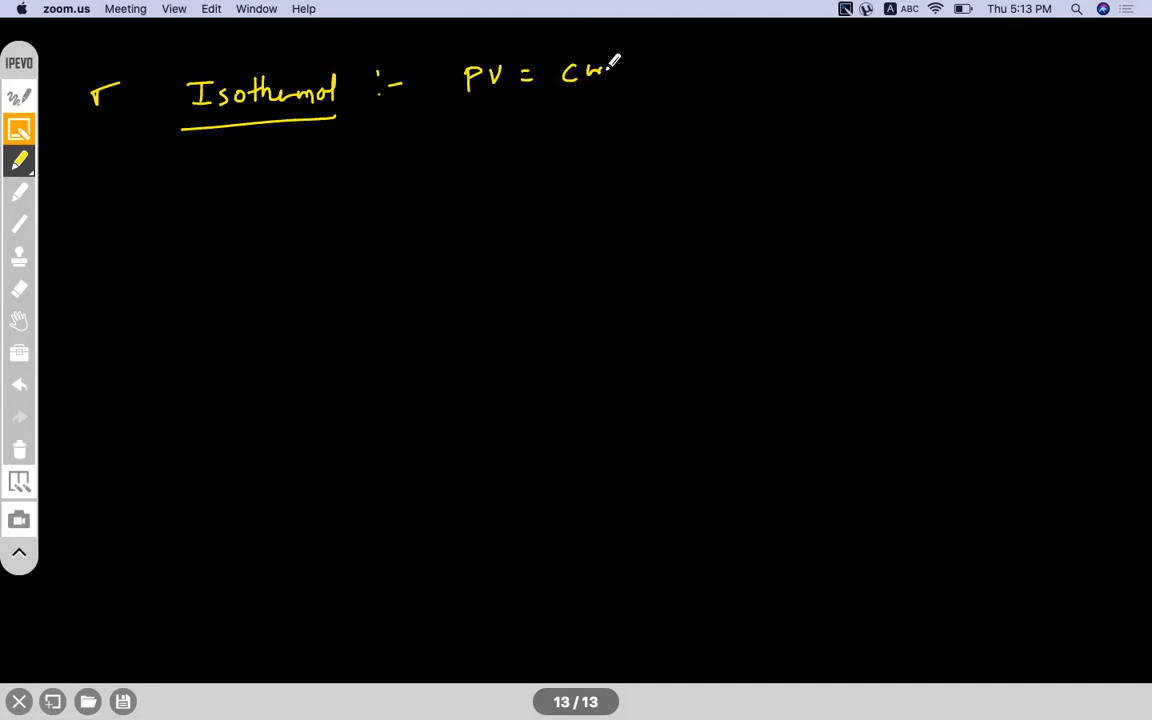 zoom.us Meeting View Edit Window Help A ABC Thu 5:13 PM
IPEVO
Isothermal :- PV =
13/13